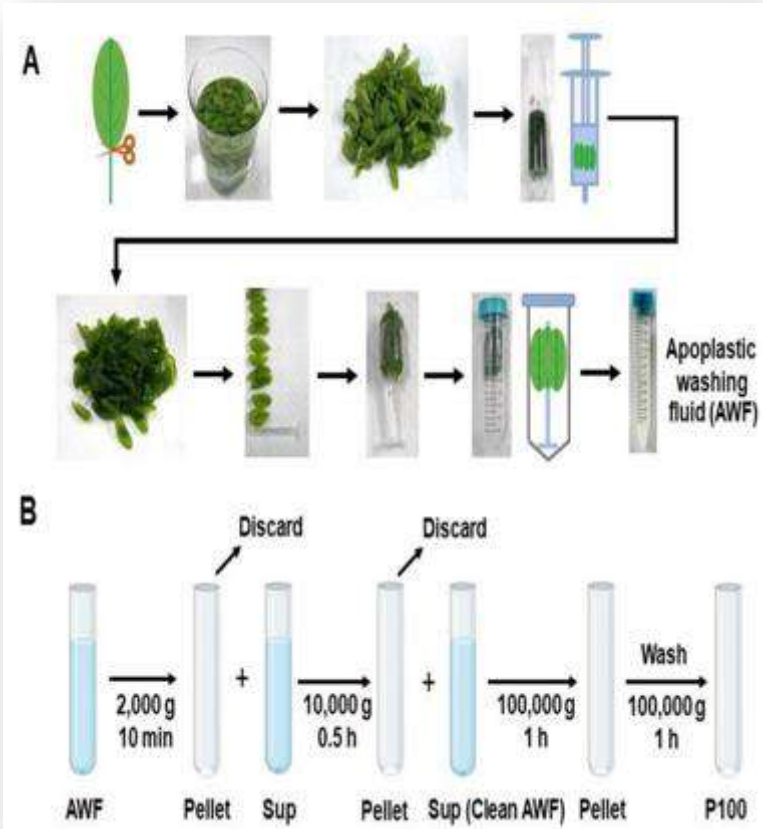 A
Apoplastic
washing
fluid (AWF)
B
Discard
Discard
Wash
+
+
2,000 g
10 min
10,000 g
0.5 h
100,000 g
1 h
100,000 g
1 h
AWF
Pellet
Sup
Pellet
Sup (Clean AWF)
Pellet
P100